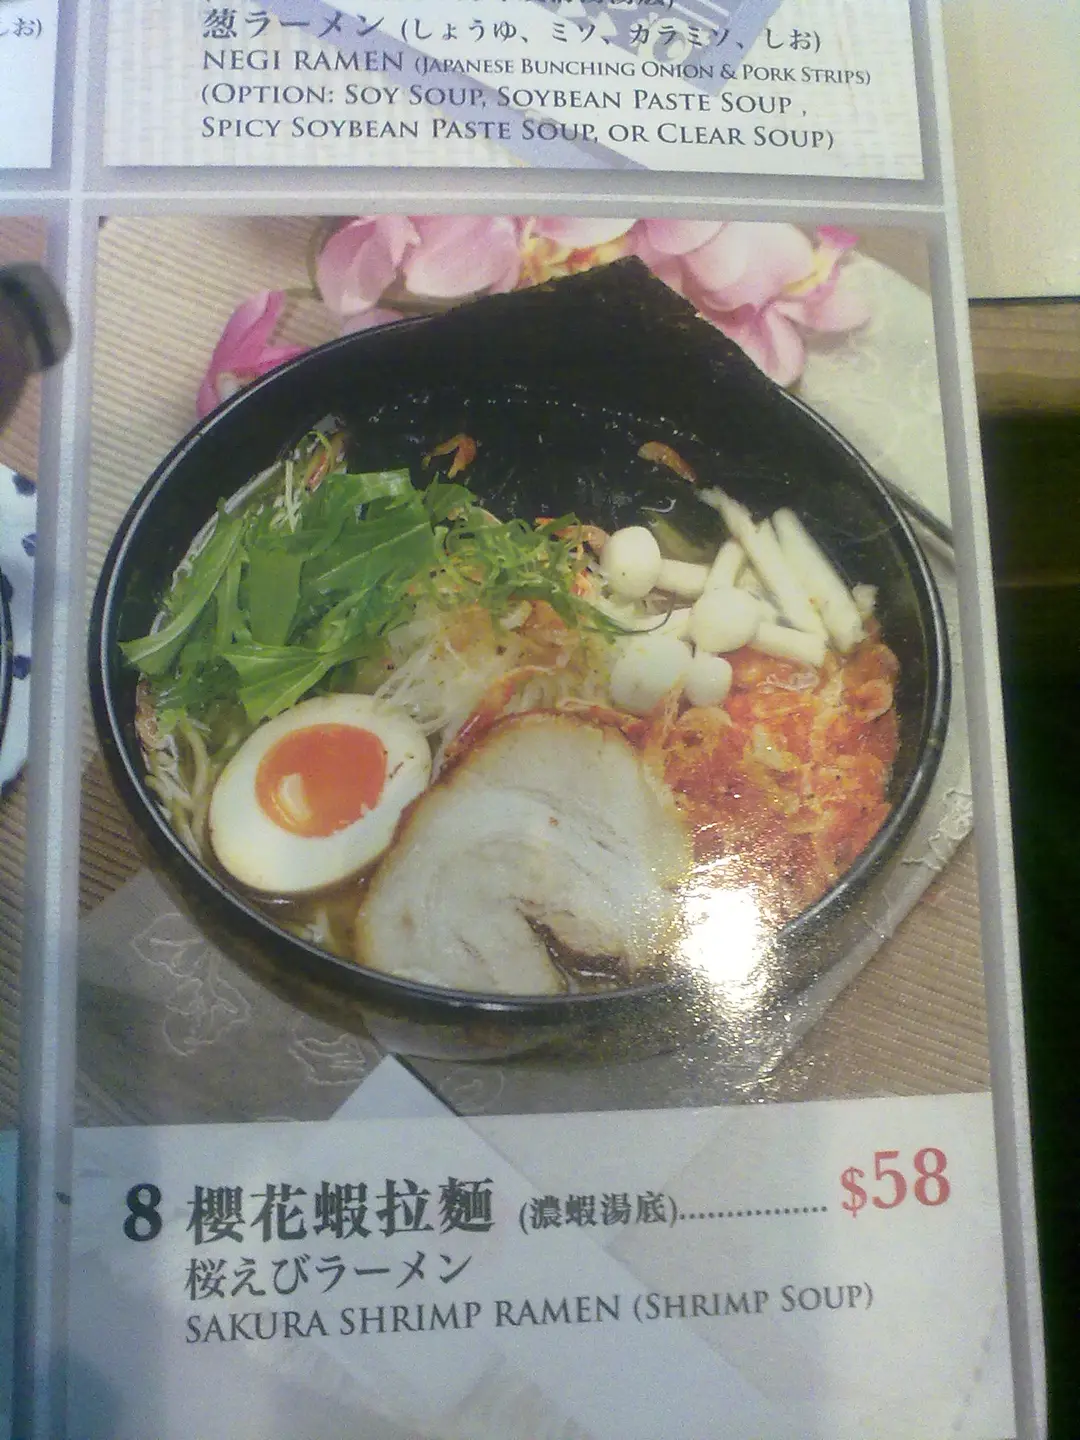 葱ラーメン (しょうゆ、ミソ、カラミソ、しお)
NEGI RAMEN (JAPANESE BUNCHING ONION & PORK STRIPS)
(OPTION: SOY SOUP, SOYBEAN PASTE SOUP ,
SPICY SOYBEAN PASTE SOUP, OR CLEAR SOUP)
8 櫻花蝦拉麵 (濃蝦湯底)................ $58
桜えびラーメン
SAKURA SHRIMP RAMEN (SHRIMP SOUP)